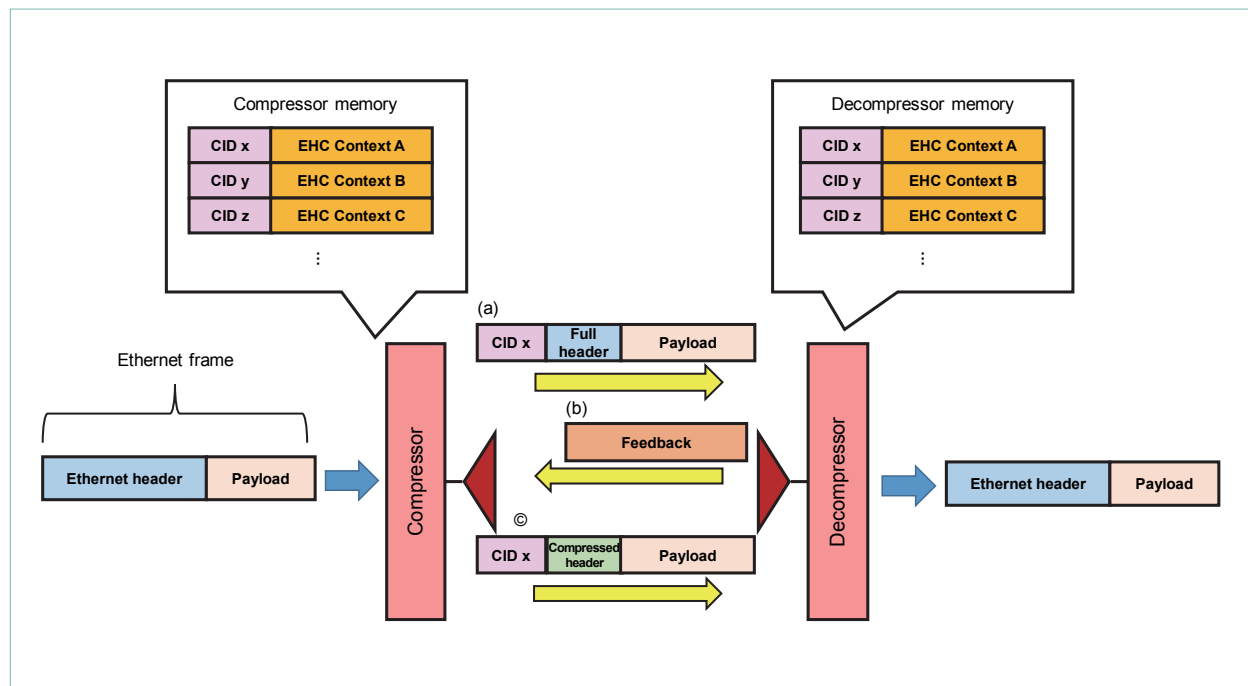 Compressor memory
CID x EHC Context A
CID y EHC Context B
CID z EHC Context C
⋮
Decompressor memory
CID x EHC Context A
CID y EHC Context B
CID z EHC Context C
⋮
Ethernet frame
Ethernet header Payload
Compressor
(a)
CID x Full header Payload
(b)
Feedback
©
CID x Compressed header Payload
Decompressor
Ethernet header Payload